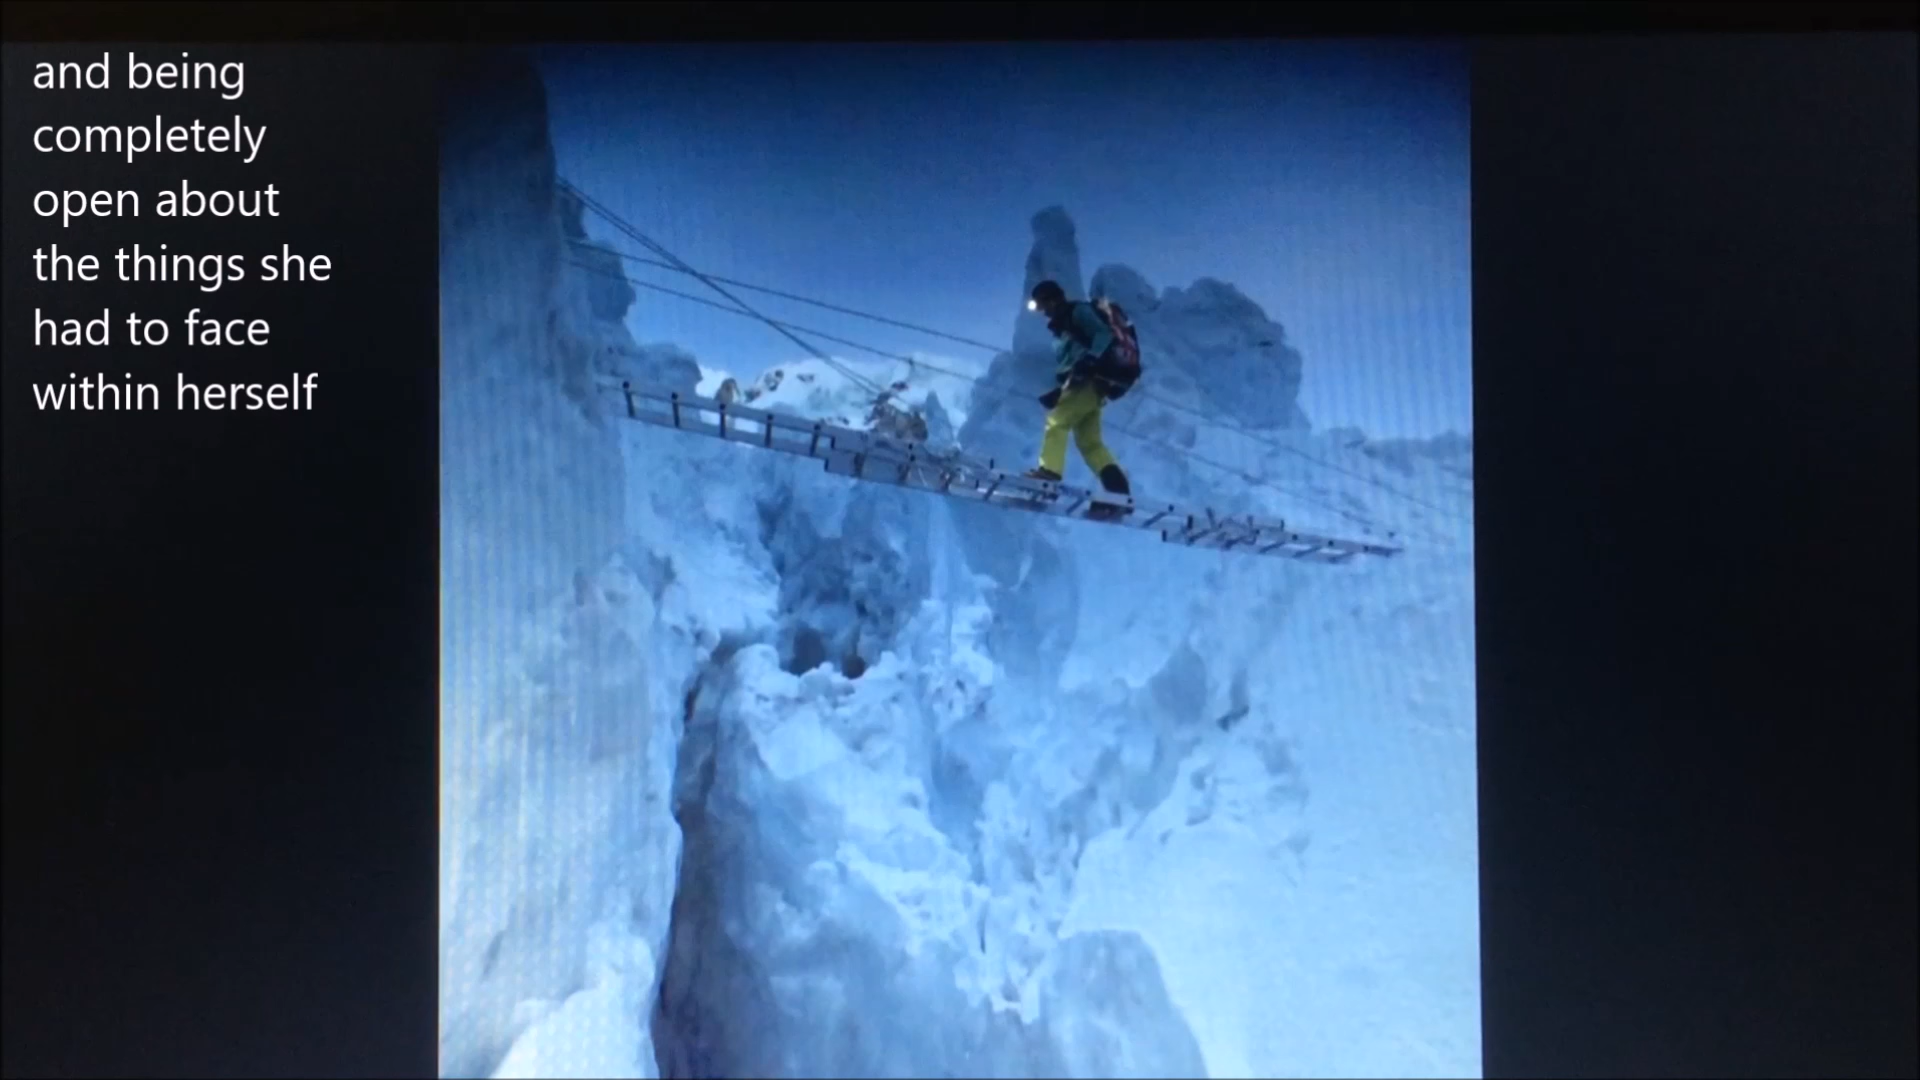 and being
completely
open about
the things she
had to face
within herself